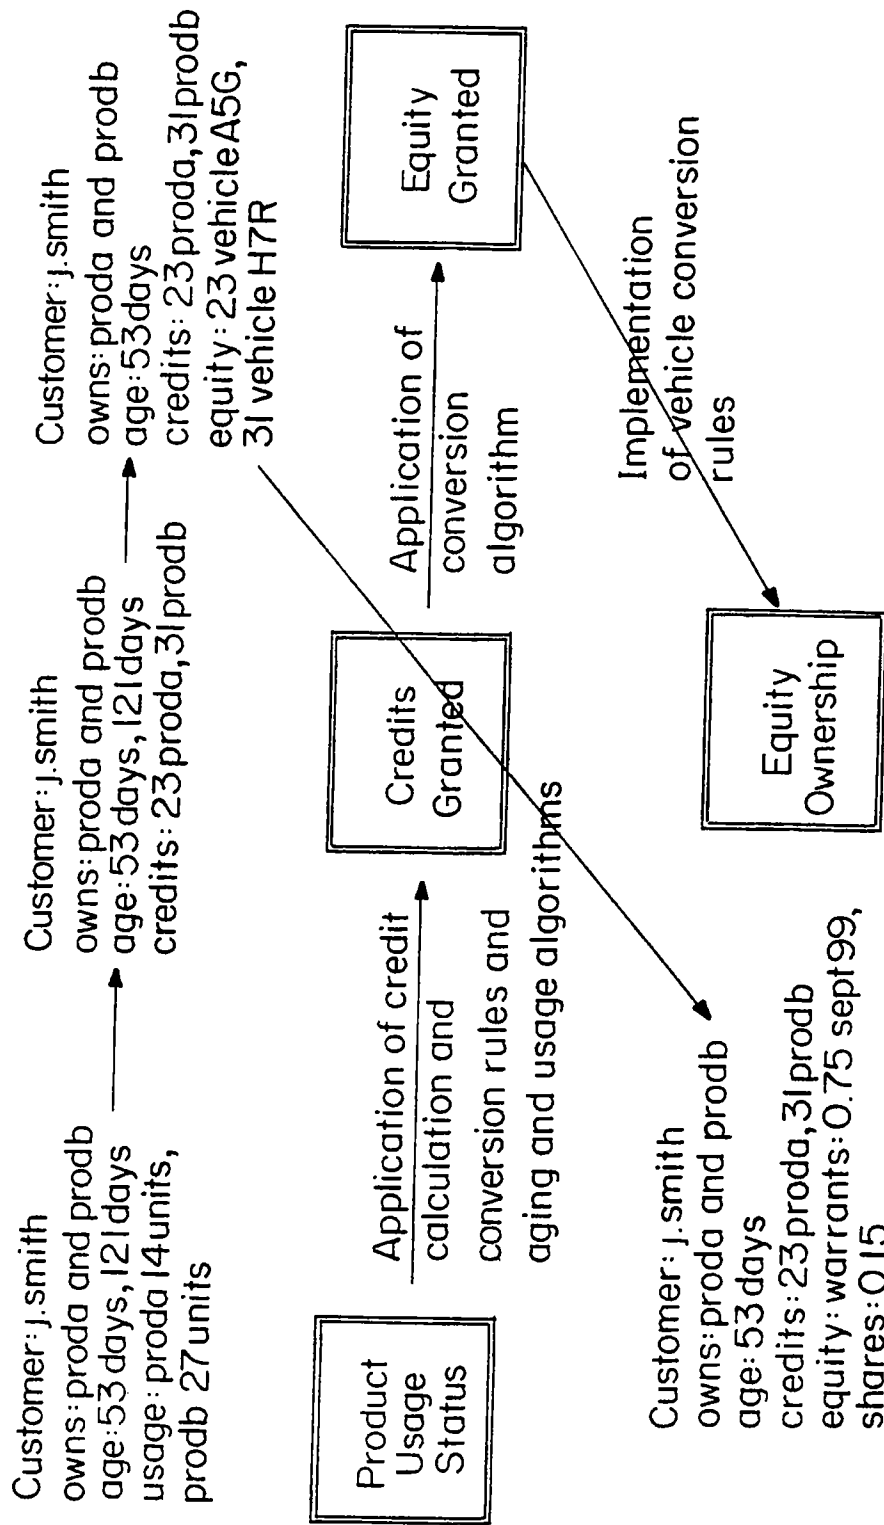 Customer: j.smith
owns: proda and prodb
age: 53 days, 121 days
usage: proda 14 units,
prodb 27 units
Customer: j.smith
owns: proda and prodb
age: 53 days, 121 days
credits: 23 proda, 31 prodb
Customer: j.smith
owns: proda and prodb
age: 53 days
credits: 23 proda, 31 prodb
equity: 23 vehicle A5G,
31 vehicle H7R
Product
Usage
Status
Application of credit
calculation and
conversion rules and
aging and usage algorithms
Credits
Granted
Application of
conversion
algorithm
Equity
Granted
Implementation
of vehicle conversion
rules
Equity
Ownership
Customer: j.smith
owns: proda and prodb
age: 53 days
credits: 23 proda, 31 prodb
equity: warrants: 0.75 sept 99,
shares: 0.15